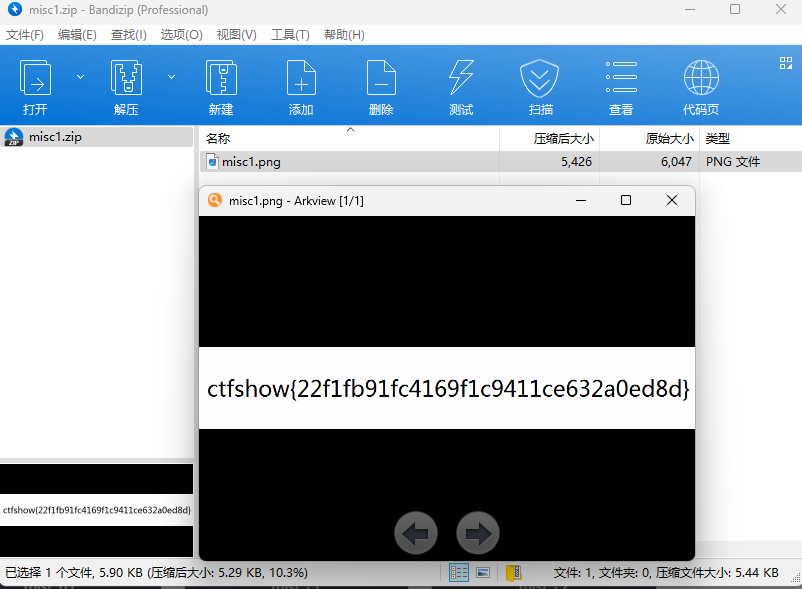 misc1.zip - Bandizip (Professional)
文件(F) 编辑(E) 查找(I) 选项(O) 视图(V) 工具(T) 帮助(H)
打开 解压 新建 添加 删除 测试 扫描 查看 代码页
misc1.zip
名称 压缩后大小 原始大小 类型
misc1.png 5,426 6,047 PNG 文件
misc1.png - Arkview [1/1]
ctfshow{22f1fb91fc4169f1c9411ce632a0ed8d}
ctfshow{22f1fb91fc4169f1c9411ce632a0ed8d}
已选择 1 个文件, 5.90 KB (压缩后大小: 5.29 KB, 10.3%)
文件: 1, 文件夹: 0, 压缩文件大小: 5.44 KB